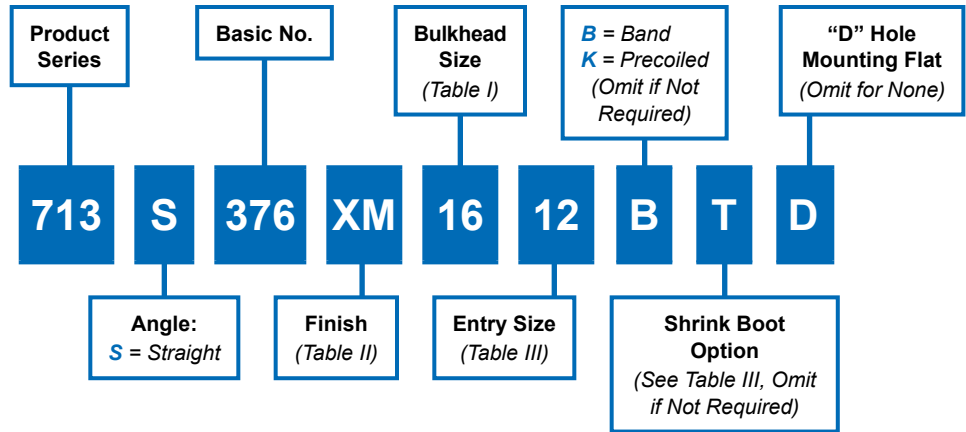 Product
Series
Basic No.
Bulkhead
Size
(Table I)
B = Band
K = Precoiled
(Omit if Not
Required)
“D” Hole
Mounting Flat
(Omit for None)
713 S 376 XM 16 12 B T D
Angle:
S = Straight
Finish
(Table II)
Entry Size
(Table III)
Shrink Boot
Option
(See Table III, Omit
if Not Required)